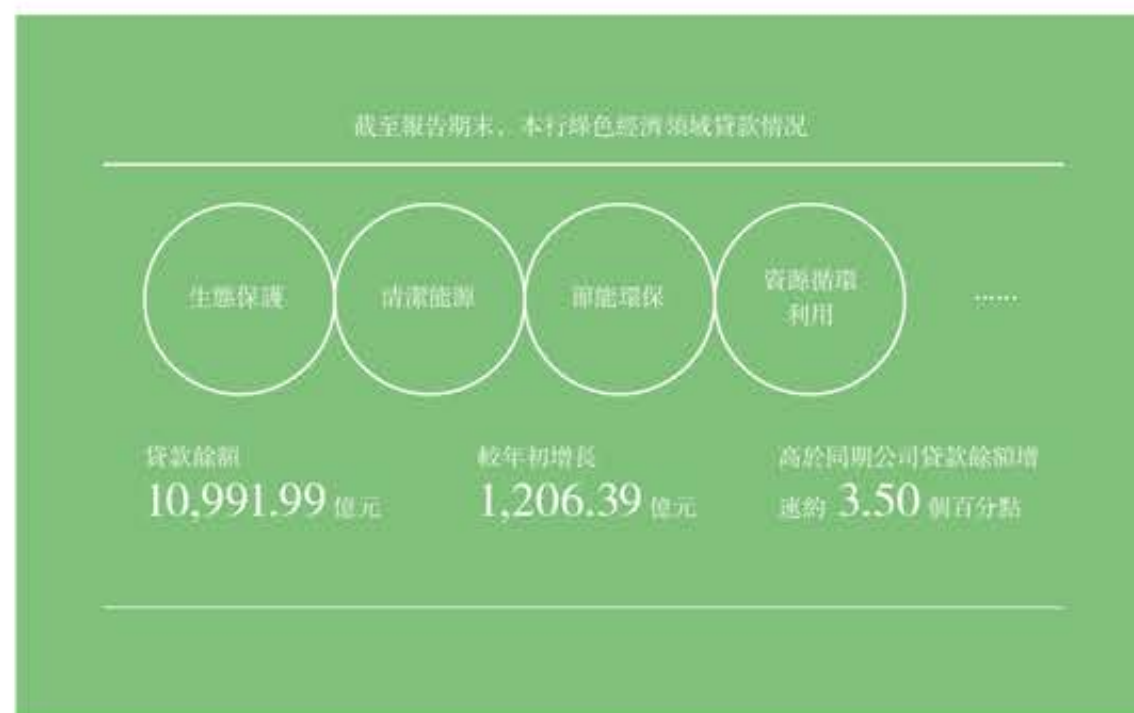 截至報告期末，本行綠色經濟領域貸款情況
生態保護
清潔能源
節能環保
資源循環
利用
……
貸款餘額
10,991.99 億元
較年初增長
1,206.39 億元
高於同期公司貸款餘額增
速約 3.50 個百分點